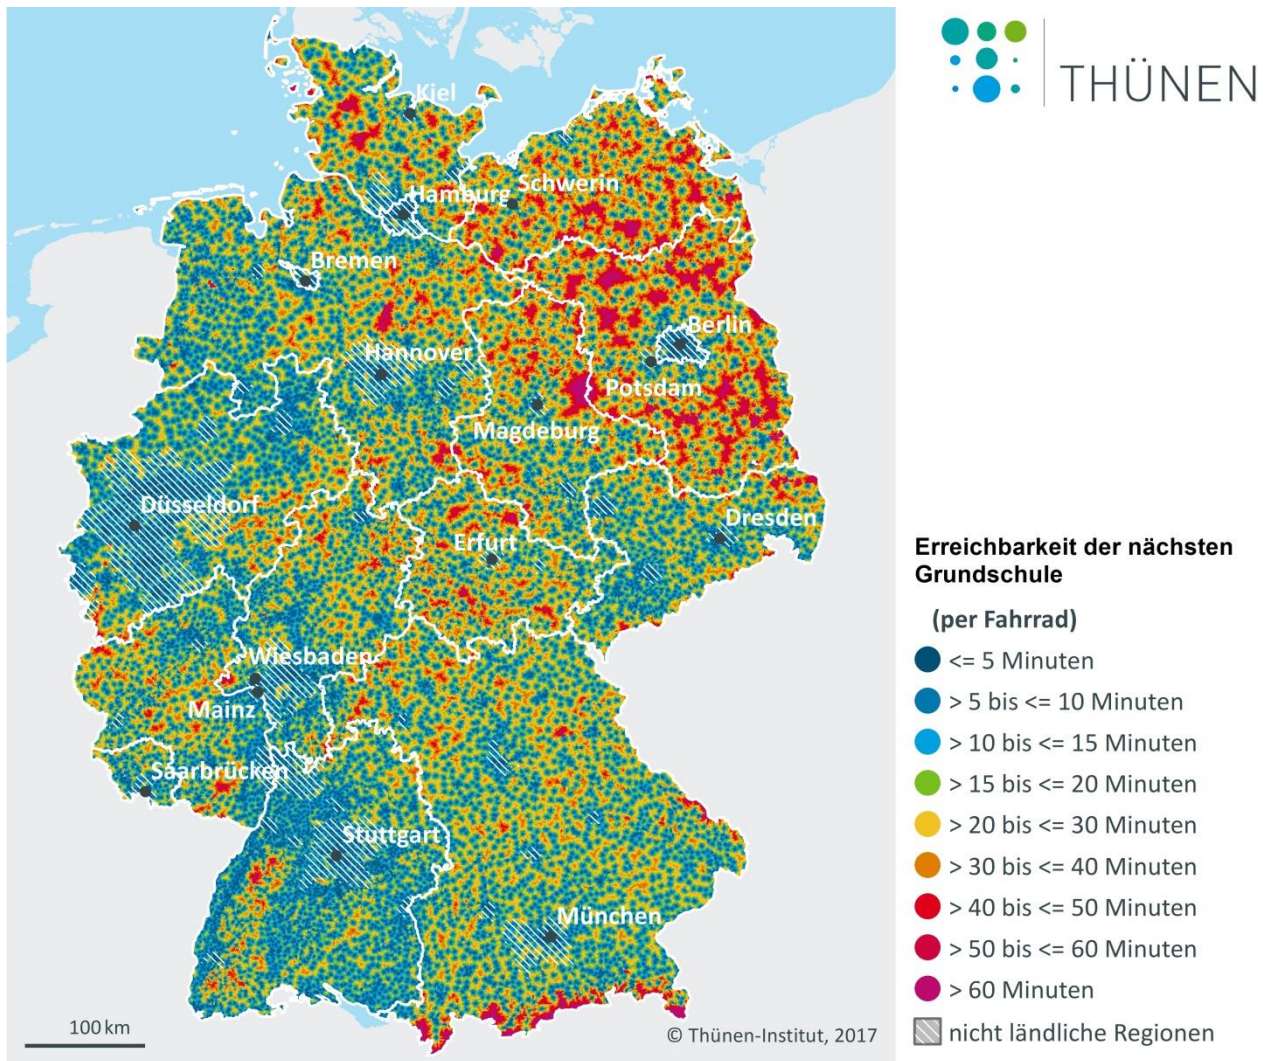 THÜNEN
Kiel
Schwerin
Hamburg
Bremen
Berlin
Hannover
Potsdam
Magdeburg
Düsseldorf
Dresden
Erfurt
Wiesbaden
Mainz
Saarbrücken
Stuttgart
München
100 km
© Thünen-Institut, 2017
Erreichbarkeit der nächsten
Grundschule
(per Fahrrad)
<= 5 Minuten
> 5 bis <= 10 Minuten
> 10 bis <= 15 Minuten
> 15 bis <= 20 Minuten
> 20 bis <= 30 Minuten
> 30 bis <= 40 Minuten
> 40 bis <= 50 Minuten
> 50 bis <= 60 Minuten
> 60 Minuten
nicht ländliche Regionen